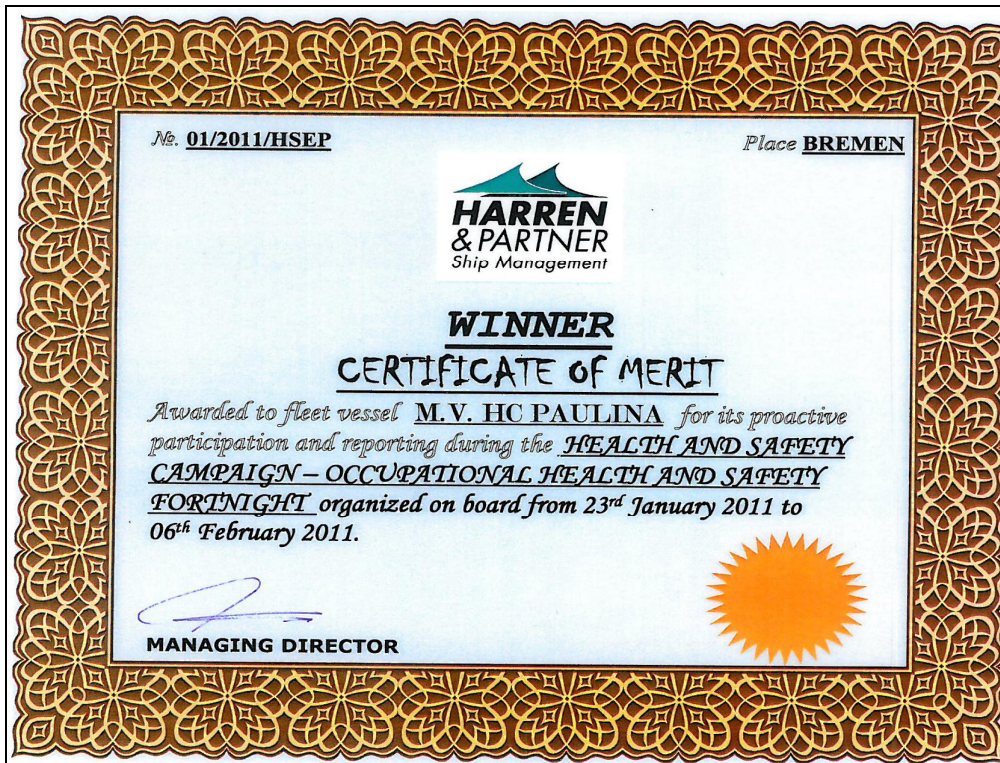 №. 01/2011/HSEP
Place BREMEN
HARREN
& PARTNER
Ship Management
WINNER
CERTIFICATE OF MERIT
Awarded to fleet vessel M.V. HC PAULINA for its proactive
participation and reporting during the HEALTH AND SAFETY
CAMPAIGN – OCCUPATIONAL HEALTH AND SAFETY
FORTNIGHT organized on board from 23rd January 2011 to
06th February 2011.
MANAGING DIRECTOR